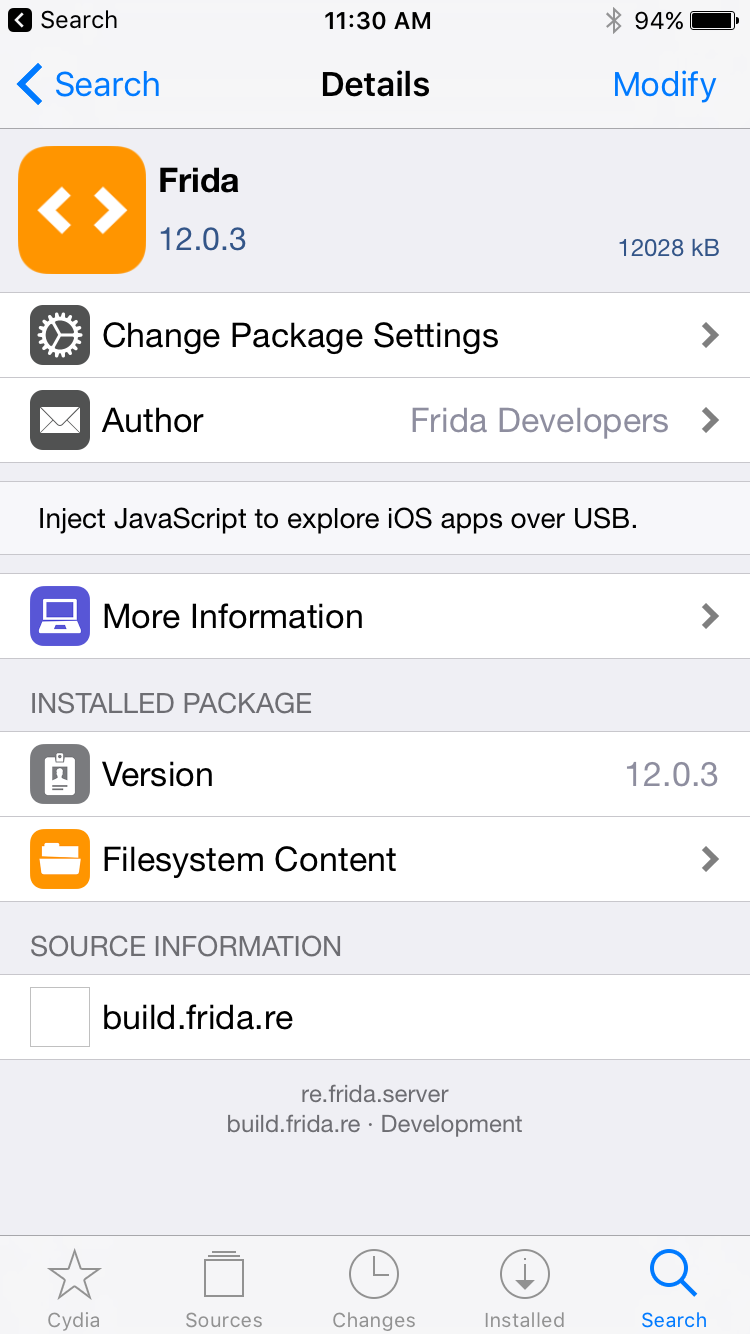 Search 11:30 AM 94%
Search Details Modify
Frida
12.0.3
12028 kB
Change Package Settings
Author Frida Developers
Inject JavaScript to explore iOS apps over USB.
More Information
INSTALLED PACKAGE
Version 12.0.3
Filesystem Content
SOURCE INFORMATION
build.frida.re
re.frida.server
build.frida.re · Development
Cydia Sources Changes Installed Search